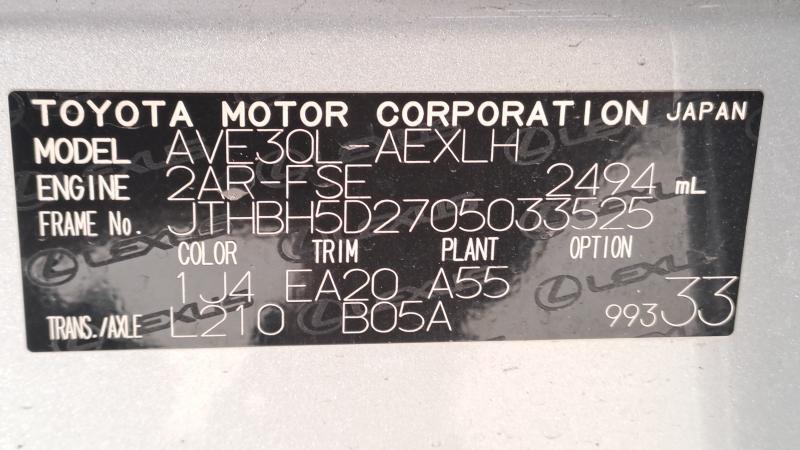 TOYOTA MOTOR CORPORATION JAPAN
MODEL AVE30L-AEXLH
ENGINE 2AR-FSE 2494 mL
FRAME No. JTHBH5D2705033525
COLOR TRIM PLANT OPTION
1J4 EA20 A55
TRANS./AXLE L210 B05A 99333